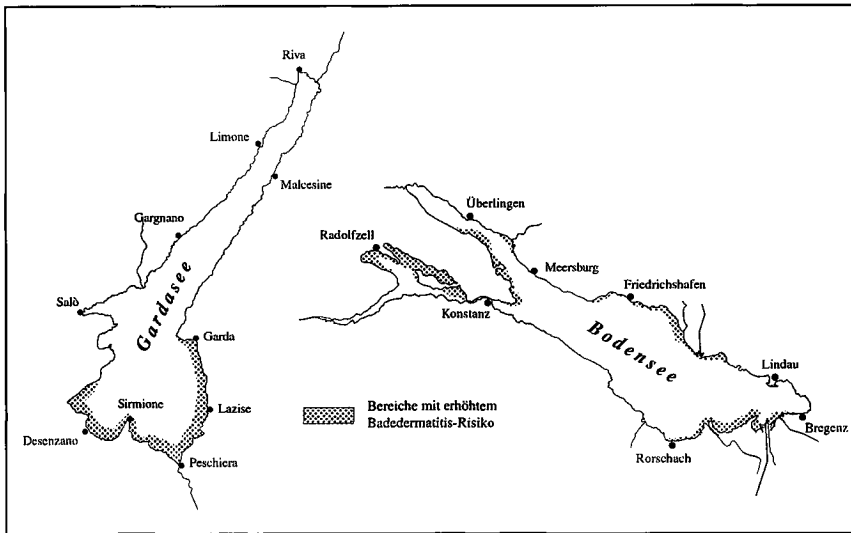 Riva
Limone
Malcesine
Gargnano
Salò
Gardasee
Garda
Sirmione
Lazise
Desenzano
Peschiera
Überlingen
Radolfzell
Meersburg
Friedrichshafen
Konstanz
Bodensee
Lindau
Bregenz
Rorschach
Bereiche mit erhöhtem
Badedermatitis-Risiko